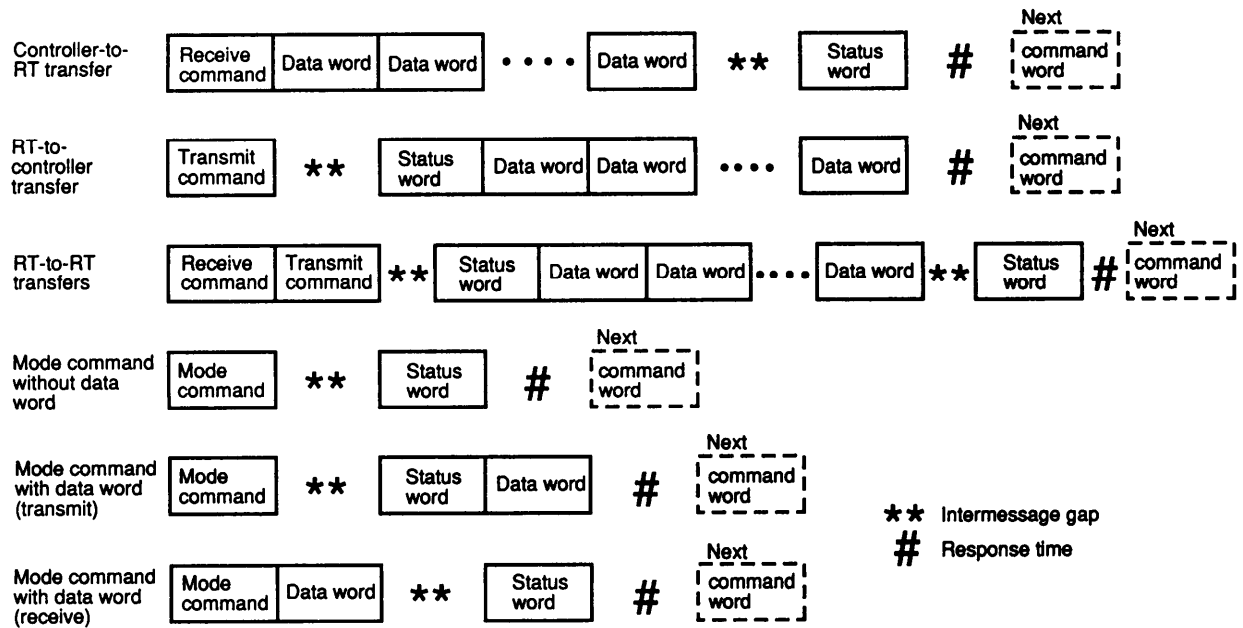 Next
Controller-to-RT transfer Receive command Data word Data word •••• Data word ** Status word # command word
Next
RT-to-controller transfer Transmit command ** Status word Data word Data word •••• Data word # command word
Next
RT-to-RT transfers Receive command Transmit command ** Status word Data word Data word •••• Data word ** Status word # command word
Next
Mode command without data word Mode command ** Status word # command word
Next
Mode command with data word (transmit) Mode command ** Status word Data word # command word
** Intermessage gap
# Response time
Next
Mode command with data word (receive) Mode command Data word ** Status word # command word